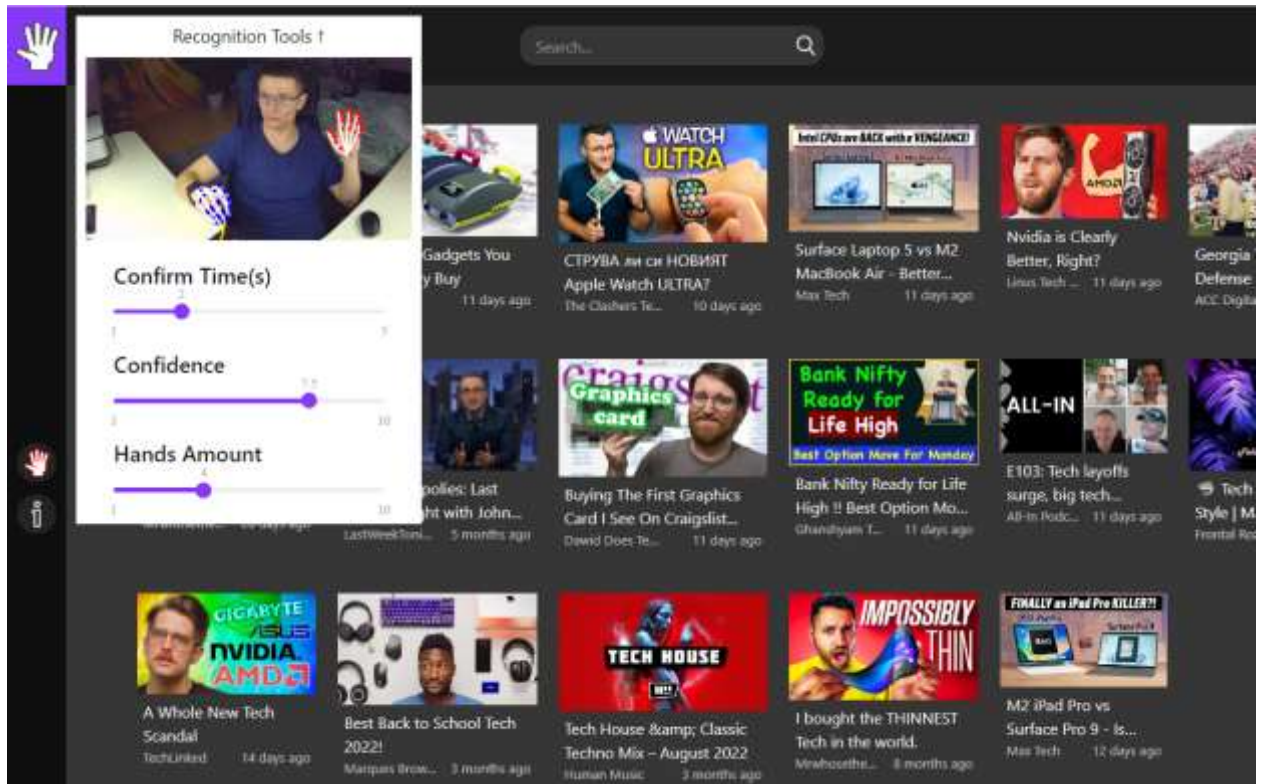 Recognition Tools †
Search...
Confirm Time(s)
Confidence
10
Hands Amount
4
1
10
Gadgets You
y Buy
11 days ago
WATCH
ULTRA
СТРУВА ли си НОВИЯТ
Apple Watch ULTRA?
The Clashers Te...
10 days ago
Intel CPUs are BACK with a VENGEANCE!
Surface Laptop 5 vs M2
MacBook Air - Better...
Max Tech
11 days ago
AMD
Nvidia is Clearly
Better, Right?
Linus Tech ...
11 days ago
Georgia
Defense
ACC Digita
polies: Last
ht with John...
LastWeekToni...
5 months ago
craigslist
Graphics
card
Buying The First Graphics
Card I See On Craigslist...
Dawid Does Te...
11 days ago
Bank Nifty
Ready for
Life High
Best Option Move For Monday
Bank Nifty Ready for Life
High !! Best Option Mo...
Ghanshyam T...
11 days ago
ALL-IN
E103: Tech layoffs
surge, big tech...
All-In Podc...
11 days ago
Tech
Style | M
Frontal Roz
GIGABYTE
ASUS
NVIDIA
AMD
A Whole New Tech
Scandal
TechLinked
14 days ago
Best Back to School Tech
2022!
Marques Brow...
3 months ago
TECH HOUSE
Tech House &amp; Classic
Techno Mix – August 2022
Human Music
3 months ago
IMPOSSIBLY
THIN
I bought the THINNEST
Tech in the world.
Mrwhosethe...
8 months ago
FINALLY an iPad Pro KILLER?!
M2 iPad Pro vs
Surface Pro 9 - Is...
Max Tech
12 days ago